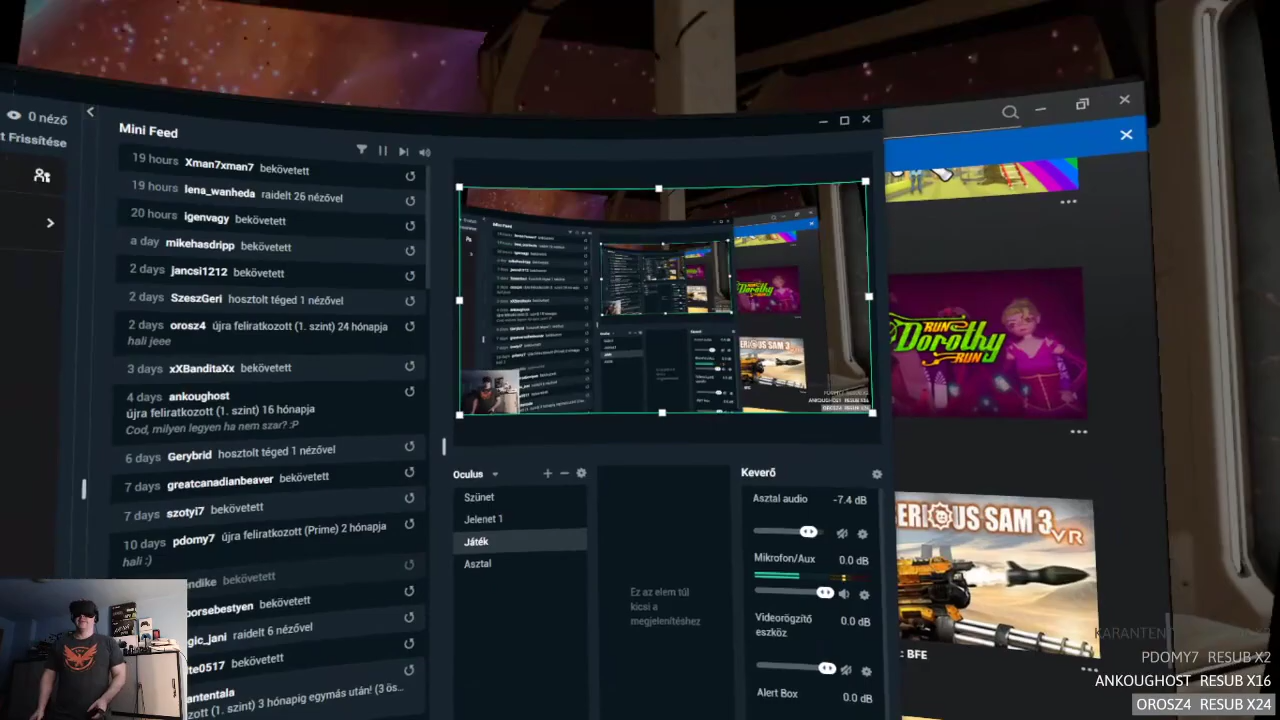 0 néző
t Frissítése
Mini Feed
19 hours Xman7xman7 bekövetett
19 hours lena_wanheda raidelt 26 nézővel
20 hours igenvagy bekövetett
a day mikehasdripp bekövetett
2 days jancsi1212 bekövetett
2 days SzeszGeri hosztolt téged 1 nézővel
2 days orosz4 újra feliratkozott (1. szint) 24 hónapja
hali jeee
3 days xXBanditaXx bekövetett
4 days ankoughost
újra feliratkozott (1. szint) 16 hónapja
Cod, milyen legyen ha nem szar? :P
6 days Gerybrid hosztolt téged 1 nézővel
7 days greatcanadianbeaver bekövetett
7 days szotyi7 bekövetett
10 days pdomy7 újra feliratkozott (Prime) 2 hónapja
hali :)
endike bekövetett
orsebestyen bekövetett
gic_jani raidelt 6 nézővel
te0517 bekövetett
antentala
zott (1. szint) 3 hónapig egymás után! (3 ös...
Oculus
Szünet
Jelenet 1
Játék
Asztal
Ez az elem túl
kicsi a
megjelenítéshez
Keverő
Asztal audio -7.4 dB
Mikrofon/Aux 0.0 dB
Videorögzítő 0.0 dB
eszköz
Alert Box 0.0 dB
RUN
Dorothy
RUN
ERIOUS SAM 3
VR
c BFE
KARANTEN
PDOMY7 RESUB X2
ANKOUGHOST RESUB X16
OROSZ4 RESUB X24